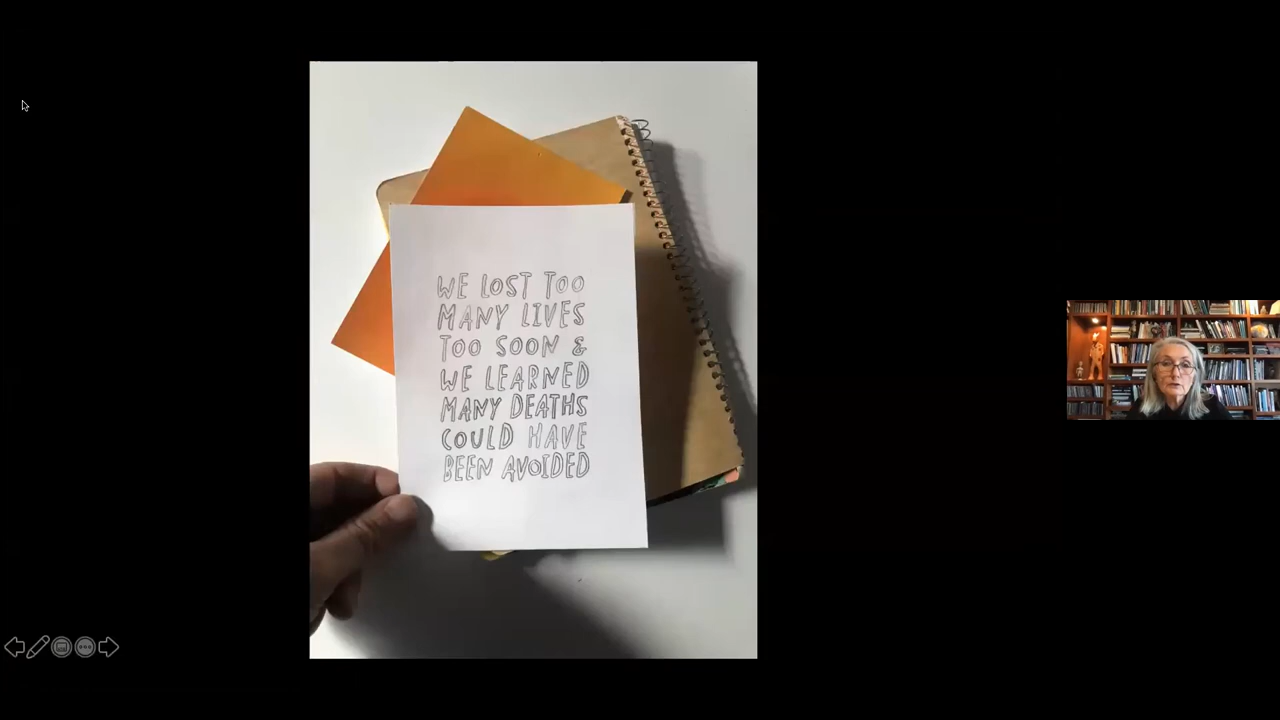 WE LOST TOO
MANY LIVES
TOO SOON &
WE LEARNED
MANY DEATHS
COULD HAVE
BEEN AVOIDED